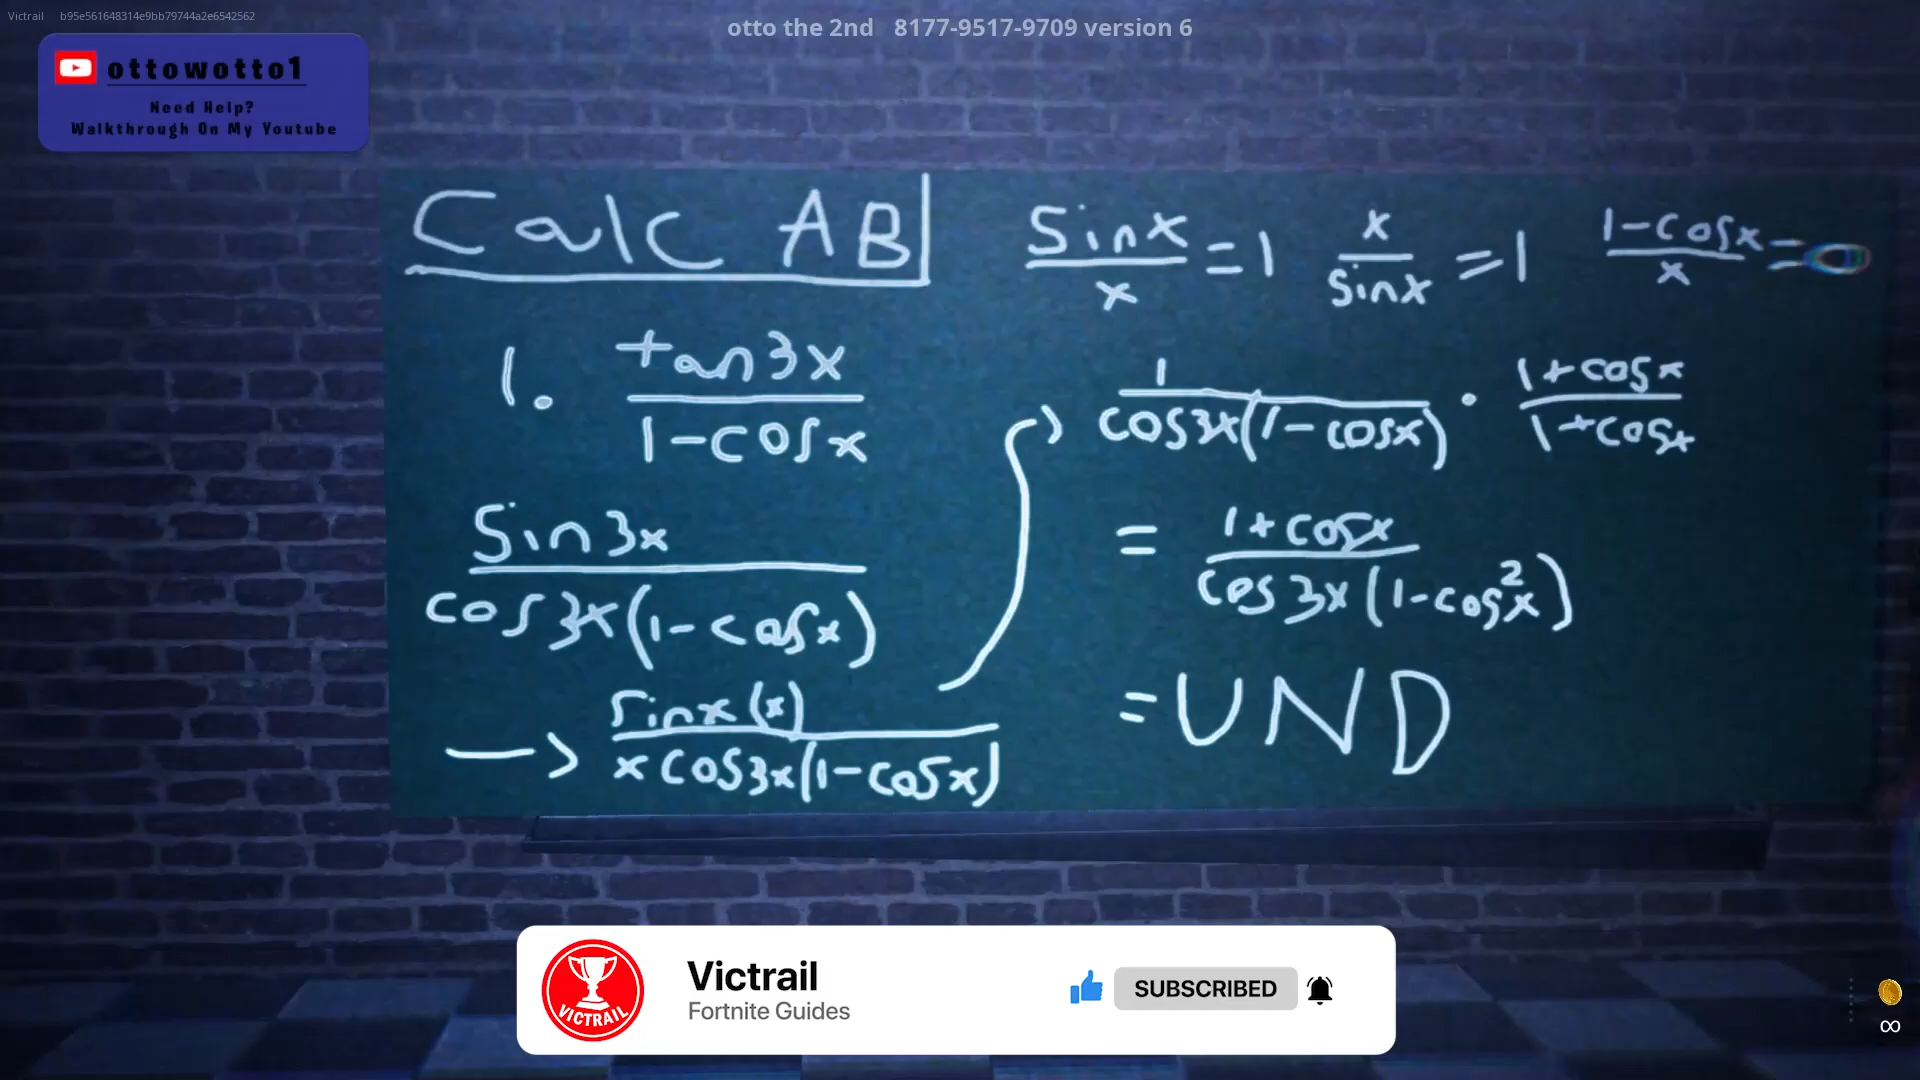 Victrail b95e561648314e9bb79744a2e6542562
otto the 2nd 8177-9517-9709 version 6
ottowotto1
Need Help?
Walkthrough On My Youtube
Calc AB
sinx/x = 1 x/sinx = 1 1-cosx/x = 0
1. tan3x/1-cosx
sin3x/cos3x(1-cosx)
→ sinx(x)/xcos3x(1-cosx)
1/cos3x(1-cosx) · 1+cosx/1+cosx
= 1+cosx/cos3x(1-cos²x)
= UND
VICTRAIL
Victrail
Fortnite Guides
SUBSCRIBED
∞